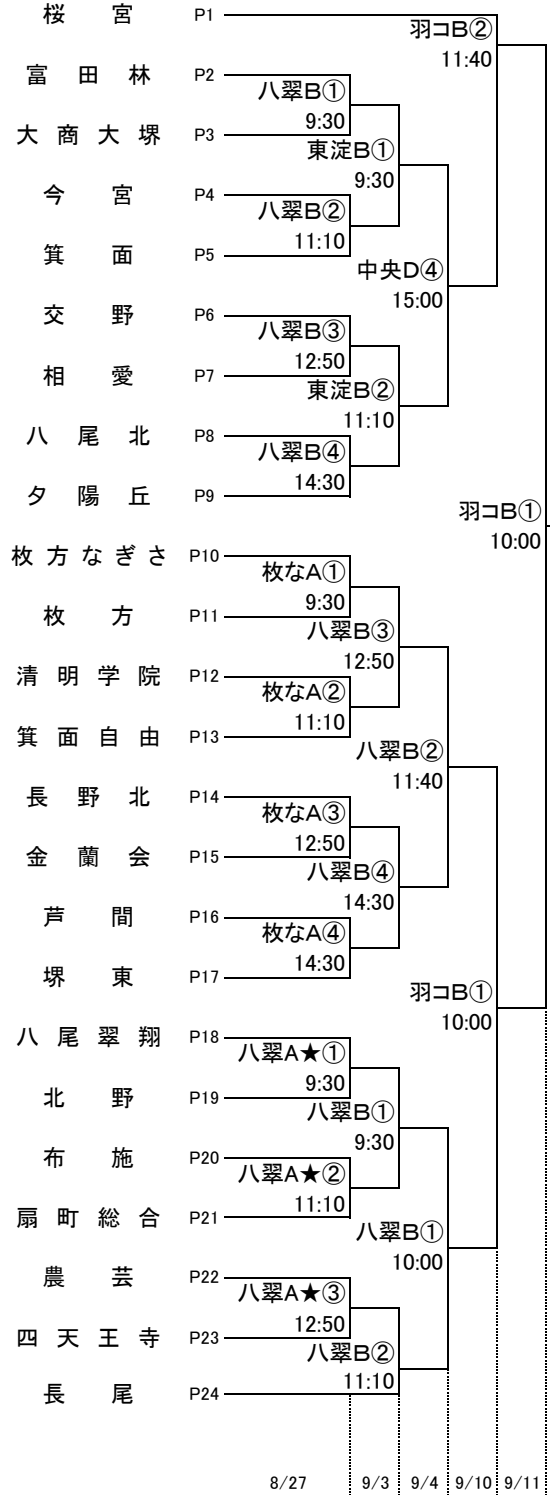 桜宮 P1
羽コB②
11:40
富田林 P2
八翠B①
9:30
大商大堺 P3
東淀B①
9:30
今宮 P4
八翠B②
11:10
箕面 P5
中央D④
15:00
交野 P6
八翠B③
12:50
相愛 P7
東淀B②
11:10
八尾北 P8
八翠B④
14:30
夕陽丘 P9
羽コB①
10:00
枚方なぎさ P10
枚なA①
9:30
枚方 P11
八翠B③
12:50
清明学院 P12
枚なA②
11:10
箕面自由 P13
八翠B②
11:40
長野北 P14
枚なA③
12:50
金蘭会 P15
八翠B④
14:30
芦間 P16
枚なA④
14:30
堺東 P17
羽コB①
10:00
八尾翠翔 P18
八翠A★①
9:30
北野 P19
八翠B①
9:30
布施 P20
八翠A★②
11:10
扇町総合 P21
八翠B①
10:00
農芸 P22
八翠A★③
12:50
四天王寺 P23
八翠B②
11:10
長尾 P24
8/27 9/3 9/4 9/10 9/11